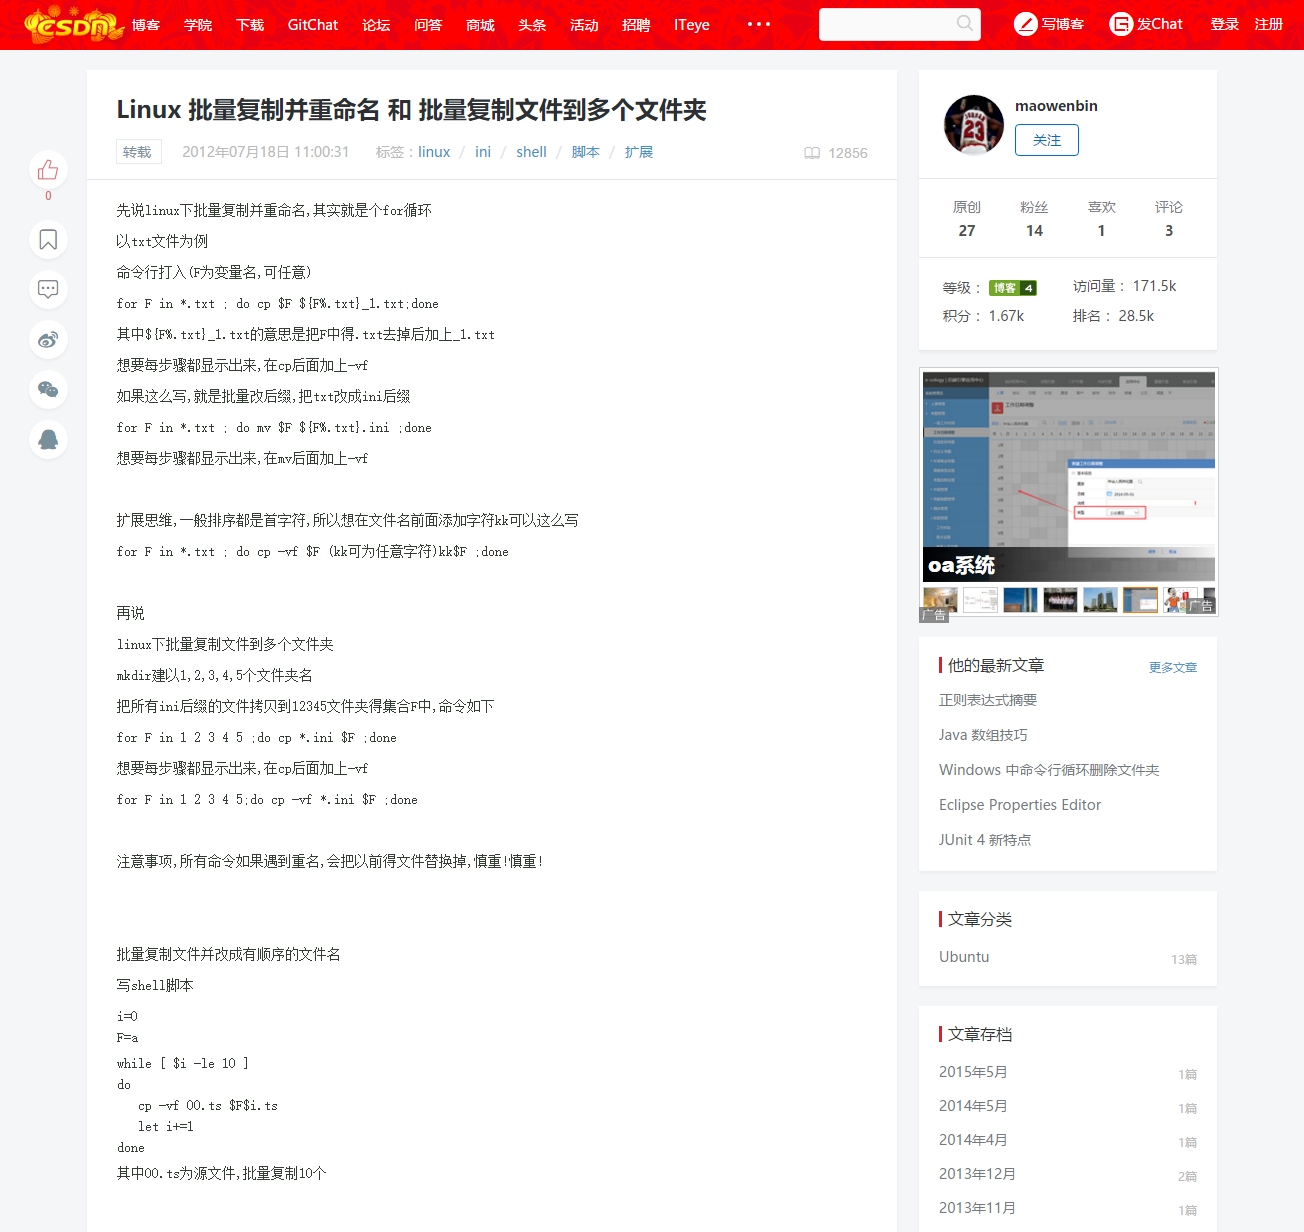 CSDN 博客 学院 下载 GitChat 论坛 问答 商城 头条 活动 招聘 ITeye ••• 写博客 发Chat 登录 注册
Linux 批量复制并重命名 和 批量复制文件到多个文件夹
转载 2012年07月18日 11:00:31 标签：linux / ini / shell / 脚本 / 扩展 12856
0
先说linux下批量复制并重命名,其实就是个for循环
以txt文件为例
命令行打入(F为变量名,可任意)
for F in *.txt ; do cp $F ${F%.txt}_1.txt;done
其中${F%.txt}_1.txt的意思是把F中得.txt去掉后加上_1.txt
想要每步骤都显示出来,在cp后面加上-vf
如果这么写,就是批量改后缀,把txt改成ini后缀
for F in *.txt ; do mv $F ${F%.txt}.ini ;done
想要每步骤都显示出来,在mv后面加上-vf
扩展思维,一般排序都是首字符,所以想在文件名前面添加字符kk可以这么写
for F in *.txt ; do cp -vf $F (kk可为任意字符)kk$F ;done
再说
linux下批量复制文件到多个文件夹
mkdir建以1,2,3,4,5个文件夹名
把所有ini后缀的文件拷贝到12345文件夹得集合F中,命令如下
for F in 1 2 3 4 5 ;do cp *.ini $F ;done
想要每步骤都显示出来,在cp后面加上-vf
for F in 1 2 3 4 5;do cp -vf *.ini $F ;done
注意事项,所有命令如果遇到重名,会把以前得文件替换掉,慎重!慎重!
批量复制文件并改成有顺序的文件名
写shell脚本
i=0
F=a
while [ $i -le 10 ]
do
cp -vf 00.ts $F$i.ts
let i+=1
done
其中00.ts为源文件,批量复制10个
maowenbin
关注
原创 粉丝 喜欢 评论
27 14 1 3
等级： 博客 4 访问量： 171.5k
积分： 1.67k 排名： 28.5k
oa系统
广告
广告
他的最新文章 更多文章
正则表达式摘要
Java 数组技巧
Windows 中命令行循环删除文件夹
Eclipse Properties Editor
JUnit 4 新特点
文章分类
Ubuntu 13篇
文章存档
2015年5月 1篇
2014年5月 1篇
2014年4月 1篇
2013年12月 2篇
2013年11月 1篇